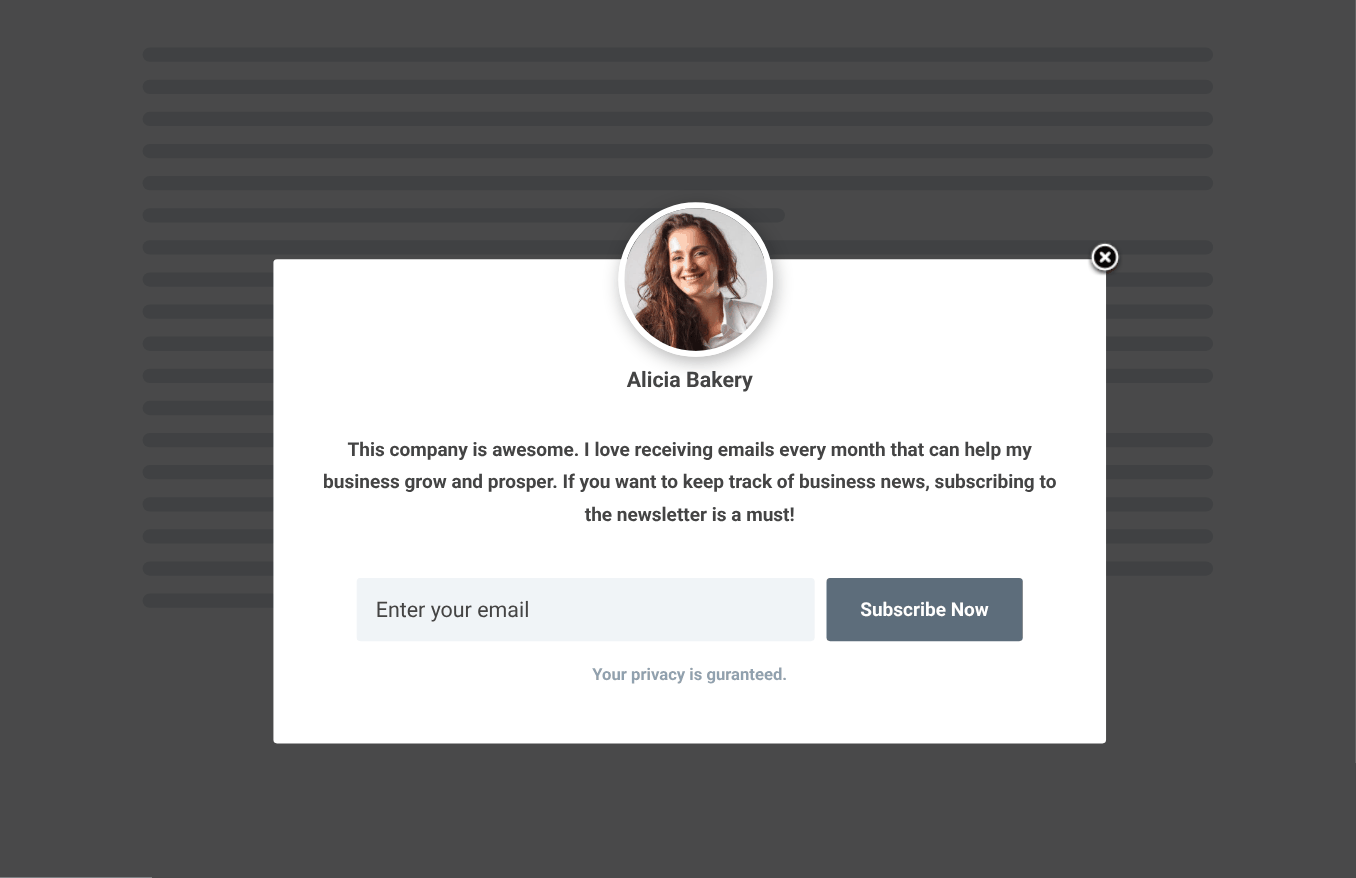 Alicia Bakery
This company is awesome. I love receiving emails every month that can help my
business grow and prosper. If you want to keep track of business news, subscribing to
the newsletter is a must!
Enter your email
Subscribe Now
Your privacy is guranteed.